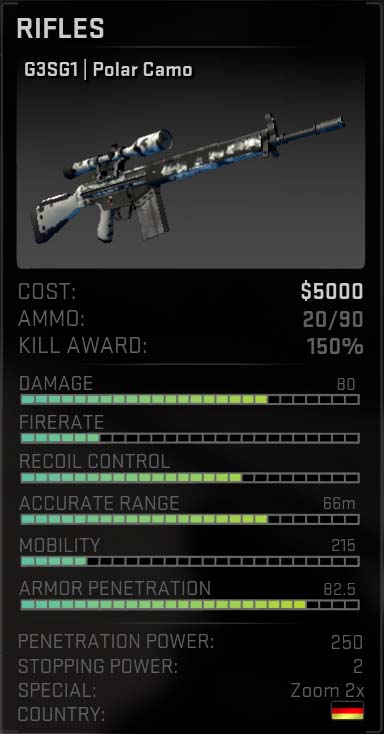 RIFLES
G3SG1 | Polar Camo
COST: $5000
AMMO: 20/90
KILL AWARD: 150%
DAMAGE 80
FIRERATE
RECOIL CONTROL
ACCURATE RANGE 66m
MOBILITY 215
ARMOR PENETRATION 82.5
PENETRATION POWER: 250
STOPPING POWER: 2
SPECIAL: Zoom 2x
COUNTRY: